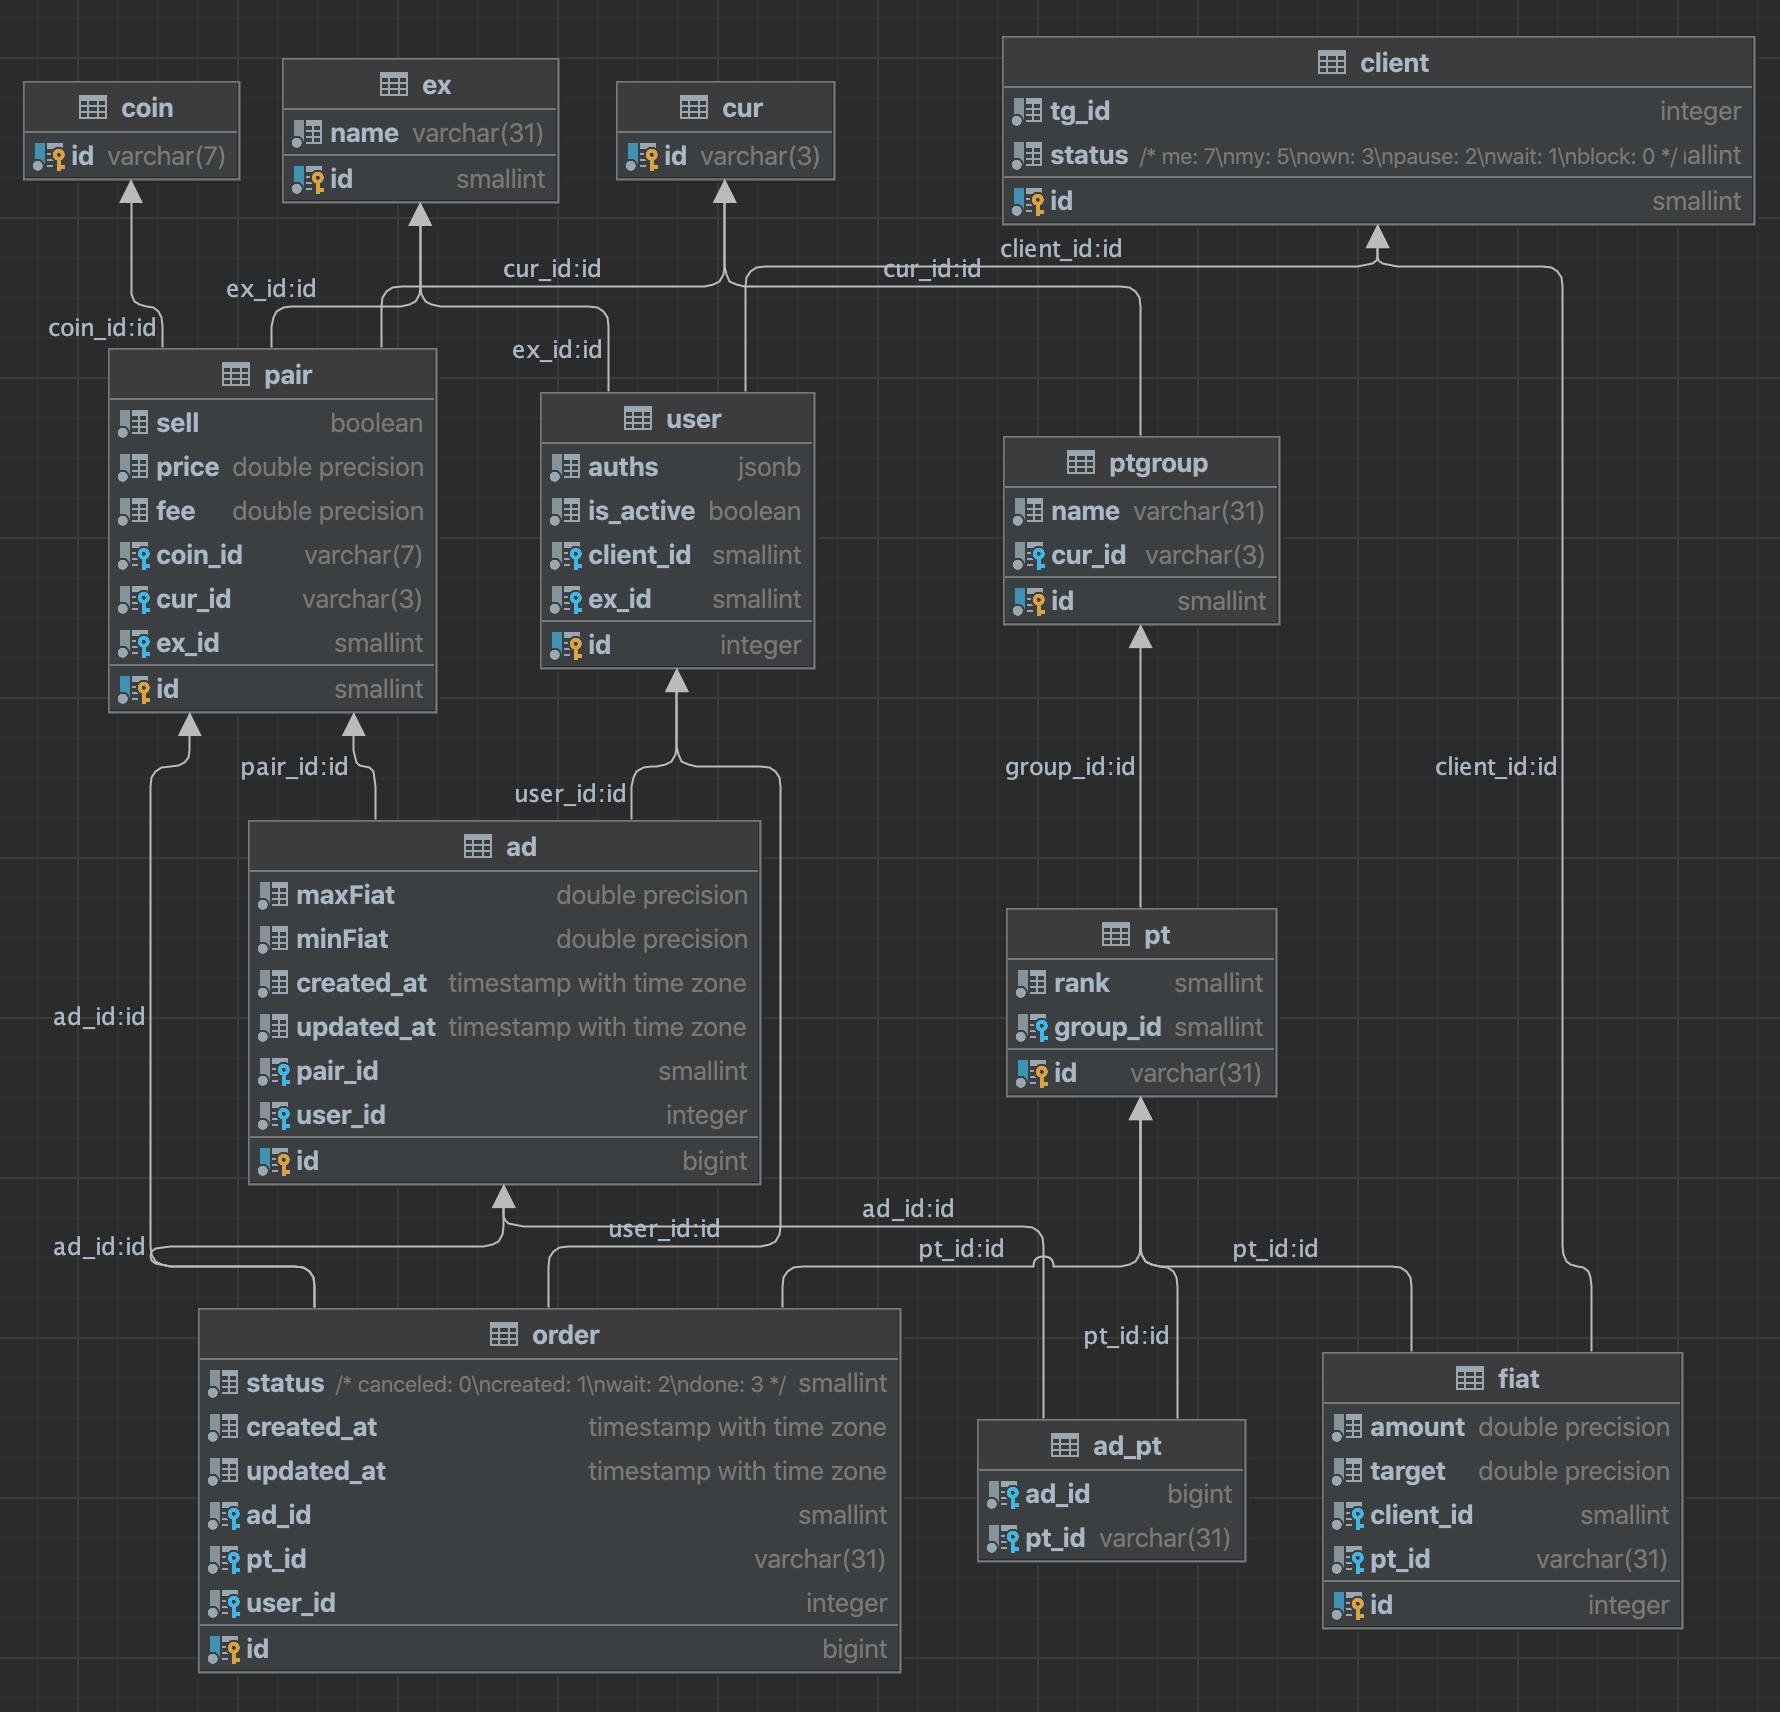 coin
id varchar(7)
ex
name varchar(31)
id smallint
cur
id varchar(3)
client
tg_id integer
status /* me: 7\nmy: 5\nown: 3\npause: 2\nwait: 1\nblock: 0 */ allint
id smallint
client_id:id
cur_id:id
cur_id:id
ex_id:id
coin_id:id
ex_id:id
pair
sell boolean
price double precision
fee double precision
coin_id varchar(7)
cur_id varchar(3)
ex_id smallint
id smallint
user
auths jsonb
is_active boolean
client_id smallint
ex_id smallint
id integer
ptgroup
name varchar(31)
cur_id varchar(3)
id smallint
pair_id:id
user_id:id
group_id:id
client_id:id
ad
maxFiat double precision
minFiat double precision
created_at timestamp with time zone
updated_at timestamp with time zone
pair_id smallint
user_id integer
id bigint
pt
rank smallint
group_id smallint
id varchar(31)
ad_id:id
ad_id:id
user_id:id
ad_id:id
pt_id:id
pt_id:id
pt_id:id
order
status /* canceled: 0\ncreated: 1\nwait: 2\ndone: 3 */ smallint
created_at timestamp with time zone
updated_at timestamp with time zone
ad_id smallint
pt_id varchar(31)
user_id integer
id bigint
ad_pt
ad_id bigint
pt_id varchar(31)
fiat
amount double precision
target double precision
client_id smallint
pt_id varchar(31)
id integer